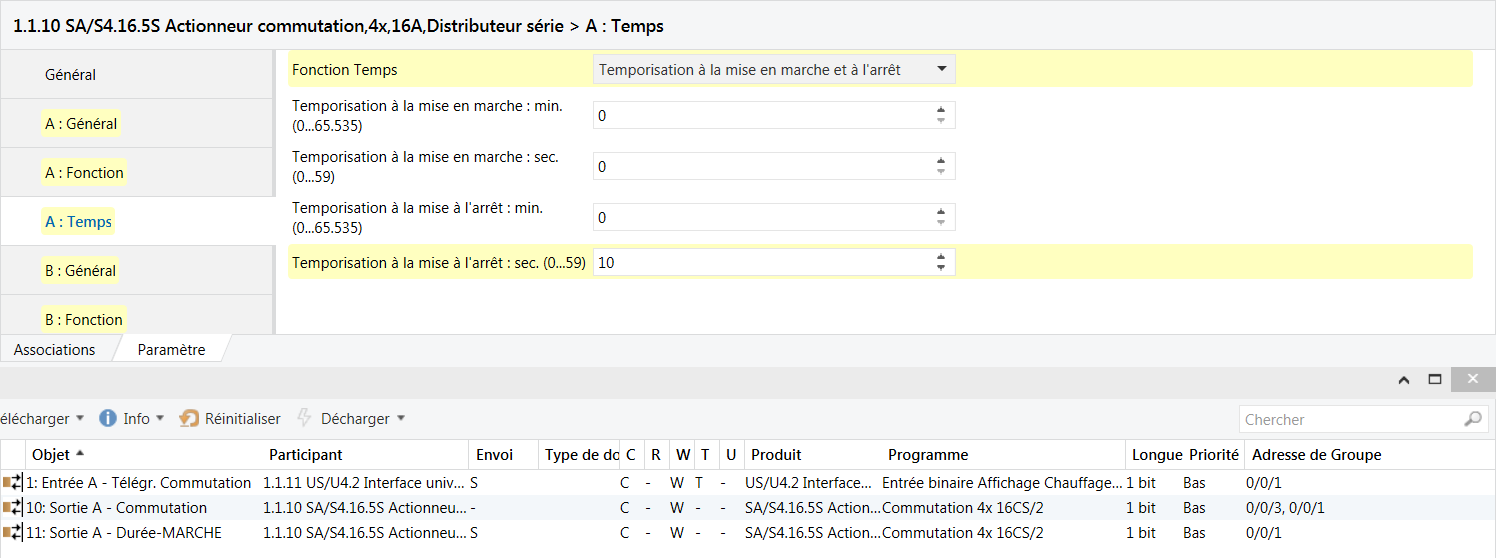 1.1.10 SA/S4.16.5S Actionneur commutation,4x,16A,Distributeur série > A : Temps
Général
A : Général
A : Fonction
A : Temps
B : Général
B : Fonction
Fonction Temps
Temporisation à la mise en marche et à l'arrêt
Temporisation à la mise en marche : min.
(0...65.535)
0
Temporisation à la mise en marche : sec.
(0...59)
0
Temporisation à la mise à l'arrêt : min.
(0...65.535)
0
Temporisation à la mise à l'arrêt : sec. (0...59)
10
Associations
Paramètre
élécharger
Info
Réinitialiser
Décharger
Chercher
Objet Participant Envoi Type de do C R W T U Produit Programme Longue Priorité Adresse de Groupe
1: Entrée A - Télégr. Commutation 1.1.11 US/U4.2 Interface univ... S C - W T - US/U4.2 Interface... Entrée binaire Affichage Chauffage... 1 bit Bas 0/0/1
10: Sortie A - Commutation 1.1.10 SA/S4.16.5S Actionneu... - C - W - - SA/S4.16.5S Action... Commutation 4x 16CS/2 1 bit Bas 0/0/3, 0/0/1
11: Sortie A - Durée-MARCHE 1.1.10 SA/S4.16.5S Actionneu... S C - W - - SA/S4.16.5S Action... Commutation 4x 16CS/2 1 bit Bas 0/0/1